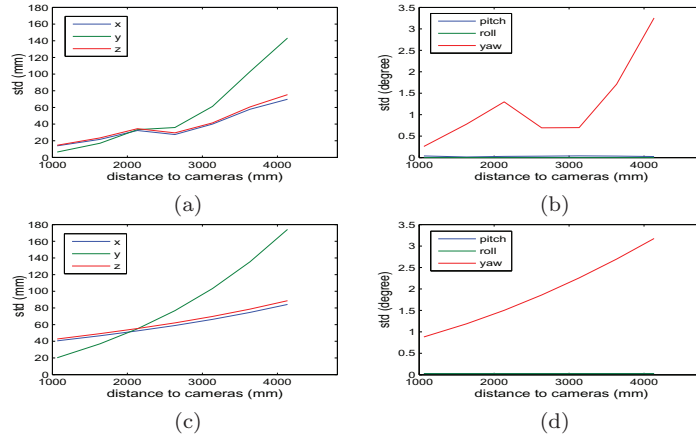 180
160
140
120
100
80
60
40
20
0
std (mm)
x
y
z
1000 2000 3000 4000
distance to cameras (mm)
(a)
3.5
3
2.5
2
1.5
1
0.5
0
std (degree)
pitch
roll
yaw
1000 2000 3000 4000
distance to cameras (mm)
(b)
180
160
140
120
100
80
60
40
20
0
std (mm)
x
y
z
1000 2000 3000 4000
distance to cameras (mm)
(c)
3.5
3
2.5
2
1.5
1
0.5
0
std (degree)
pitch
roll
yaw
1000 2000 3000 4000
distance to cameras (mm)
(d)